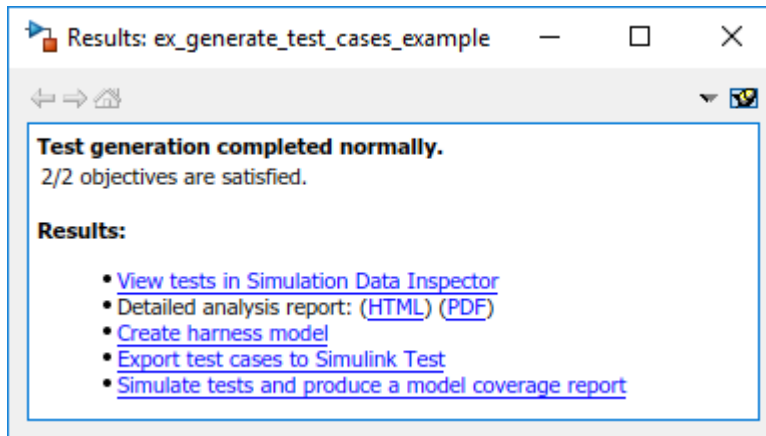 Results: ex_generate_test_cases_example
Test generation completed normally.
2/2 objectives are satisfied.
Results:
• View tests in Simulation Data Inspector
• Detailed analysis report: (HTML) (PDF)
• Create harness model
• Export test cases to Simulink Test
• Simulate tests and produce a model coverage report